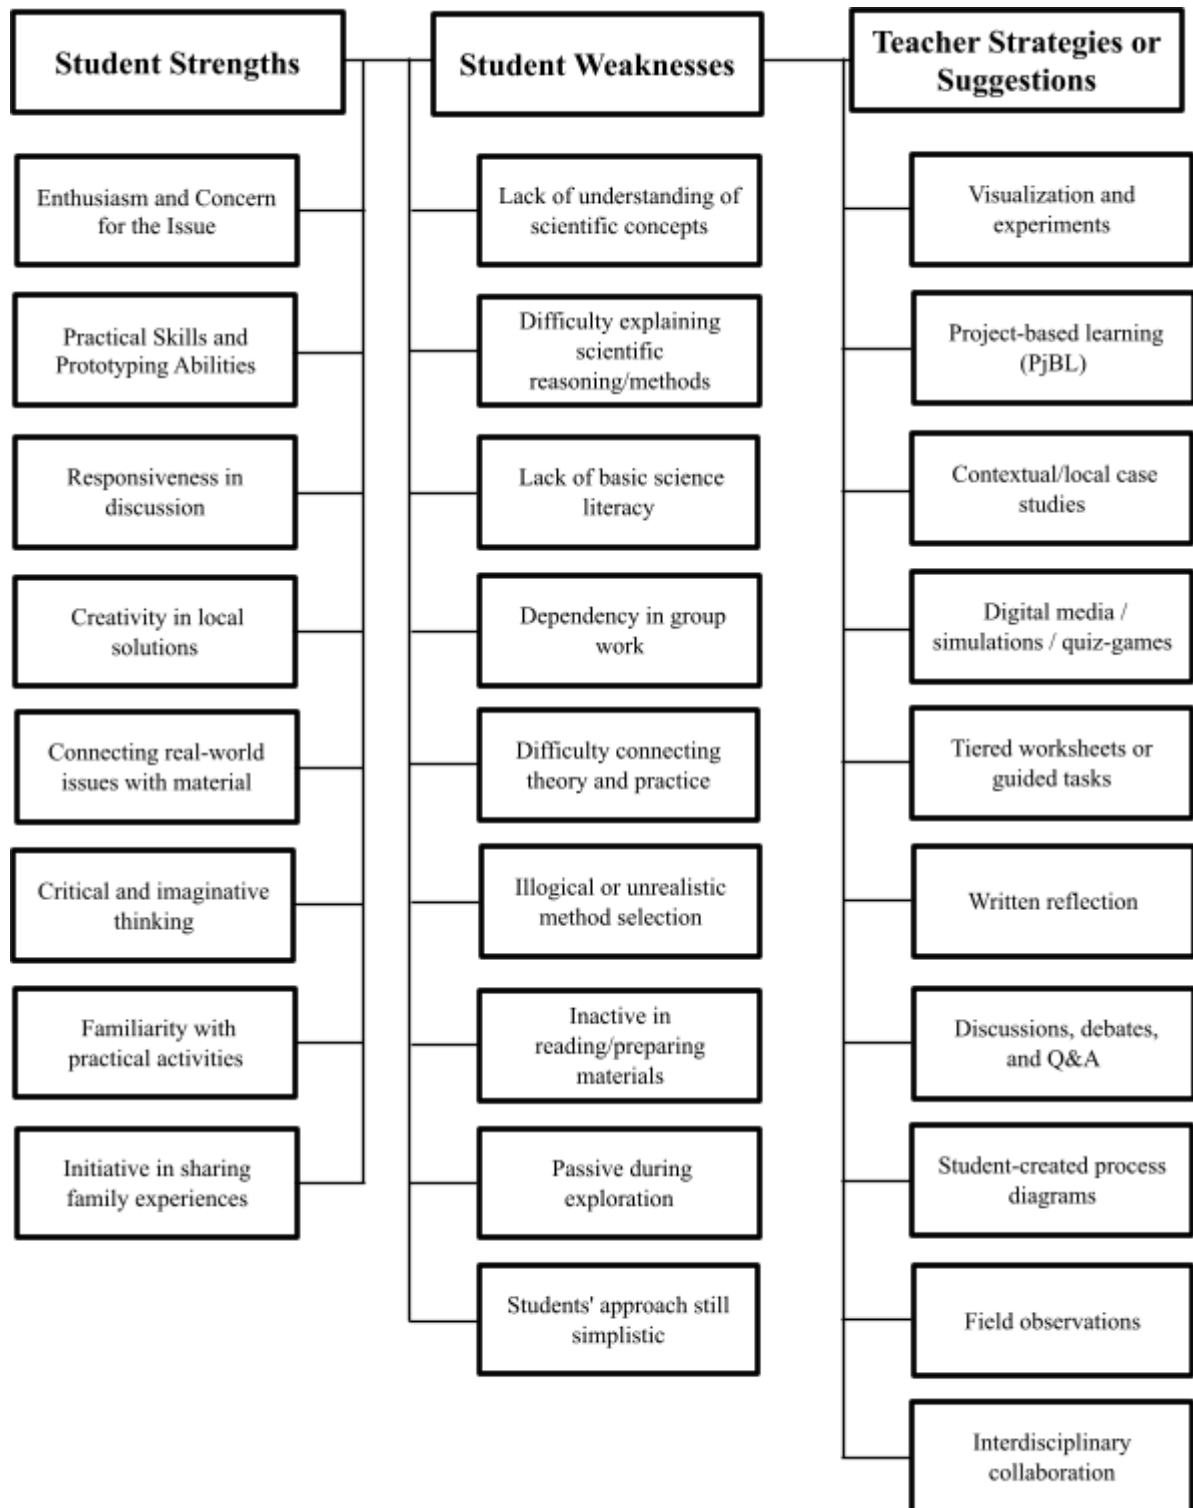 Student Strengths
Enthusiasm and Concern
for the Issue
Practical Skills and
Prototyping Abilities
Responsiveness in
discussion
Creativity in local
solutions
Connecting real-world
issues with material
Critical and imaginative
thinking
Familiarity with
practical activities
Initiative in sharing
family experiences
Student Weaknesses
Lack of understanding of
scientific concepts
Difficulty explaining
scientific
reasoning/methods
Lack of basic science
literacy
Dependency in group
work
Difficulty connecting
theory and practice
Illogical or unrealistic
method selection
Inactive in
reading/preparing
materials
Passive during
exploration
Students' approach still
simplistic
Teacher Strategies or
Suggestions
Visualization and
experiments
Project-based learning
(PjBL)
Contextual/local case
studies
Digital media /
simulations / quiz-games
Tiered worksheets or
guided tasks
Written reflection
Discussions, debates,
and Q&A
Student-created process
diagrams
Field observations
Interdisciplinary
collaboration